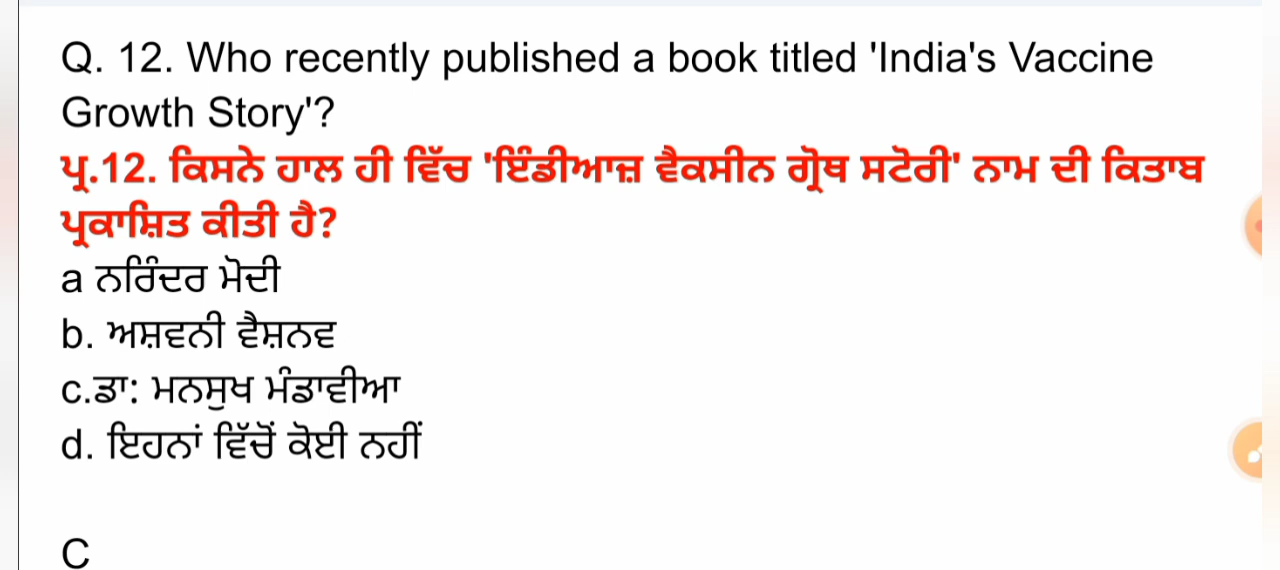 Q. 12. Who recently published a book titled 'India's Vaccine
Growth Story'?
ਪ੍ਰ.12. ਕਿਸਨੇ ਹਾਲ ਹੀ ਵਿੱਚ 'ਇੰਡੀਆਜ਼ ਵੈਕਸੀਨ ਗ੍ਰੋਥ ਸਟੋਰੀ' ਨਾਮ ਦੀ ਕਿਤਾਬ
ਪ੍ਰਕਾਸ਼ਿਤ ਕੀਤੀ ਹੈ?
a ਨਰਿੰਦਰ ਮੋਦੀ
b. ਅਸ਼ਵਨੀ ਵੈਸ਼ਨਵ
c.ਡਾ: ਮਨਸੁਖ ਮੰਡਾਵੀਆ
d. ਇਹਨਾਂ ਵਿੱਚੋਂ ਕੋਈ ਨਹੀਂ
C